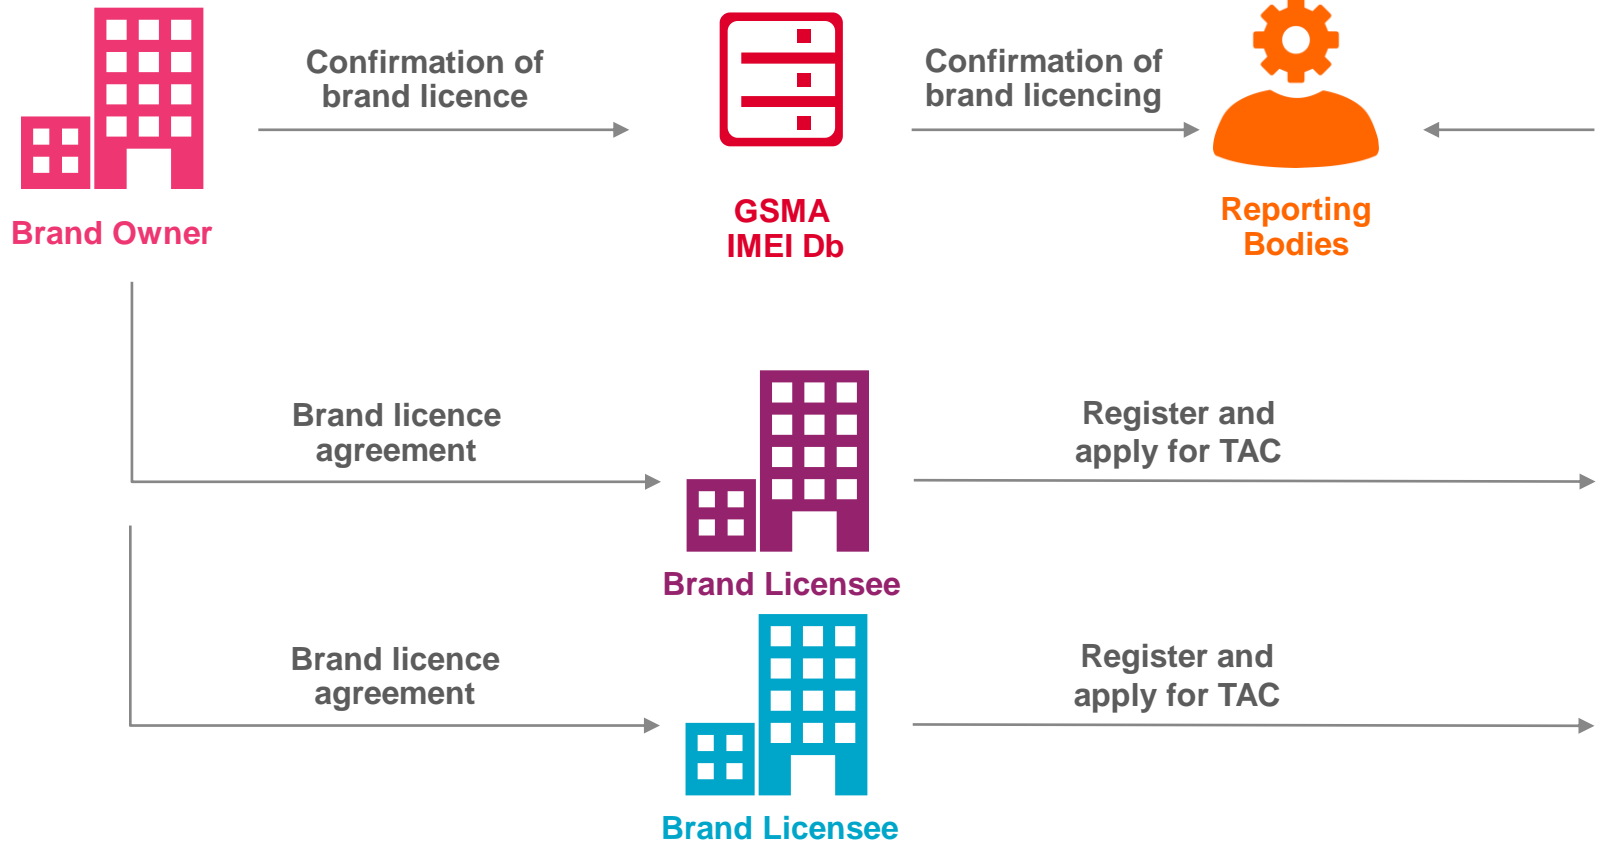 Confirmation of
brand licence
Confirmation of
brand licencing
Brand Owner
GSMA
IMEI Db
Reporting
Bodies
Brand licence
agreement
Register and
apply for TAC
Brand Licensee
Brand licence
agreement
Register and
apply for TAC
Brand Licensee